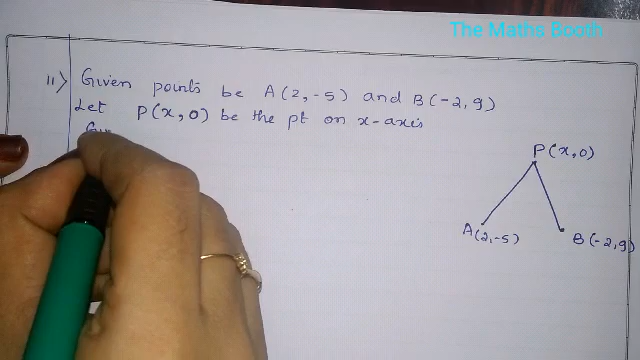 The Maths Booth
11) Given points be A(2,-5) and B(-2,9)
Let P(x,0) be the pt on x-axis
P(x,0)
A(2,-5)
B(-2,9)